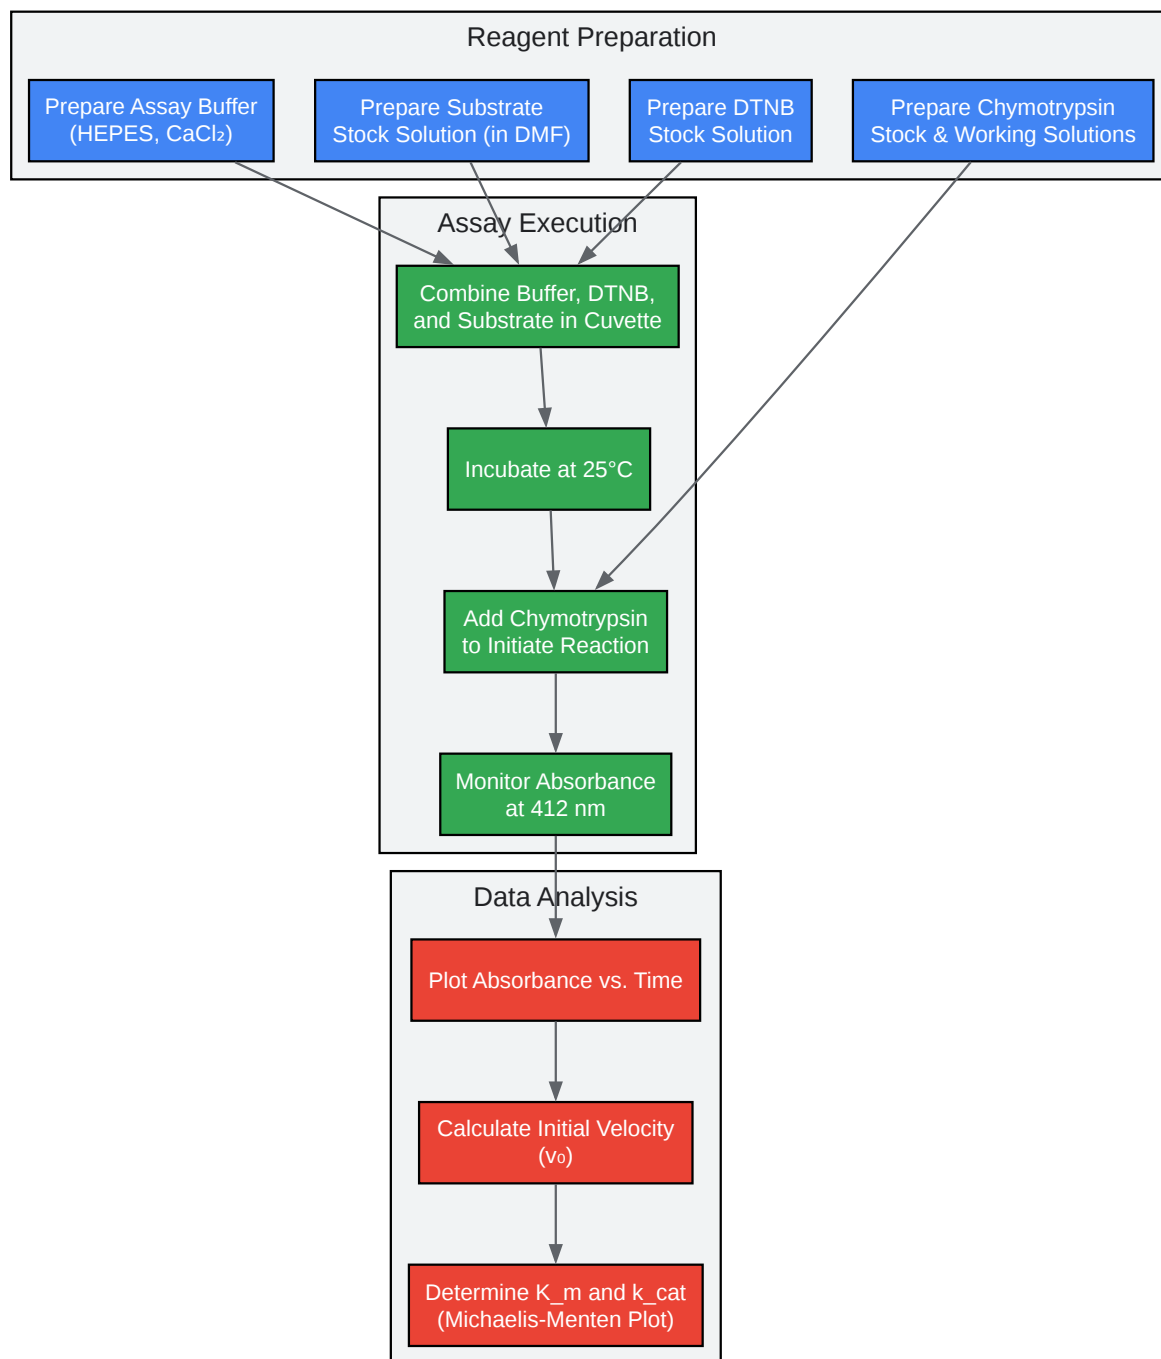 Reagent Preparation
Prepare Assay Buffer
(HEPES, CaCl₂)
Prepare Substrate
Stock Solution (in DMF)
Prepare DTNB
Stock Solution
Prepare Chymotrypsin
Stock & Working Solutions
Assay Execution
Combine Buffer, DTNB,
and Substrate in Cuvette
Incubate at 25°C
Add Chymotrypsin
to Initiate Reaction
Monitor Absorbance
at 412 nm
Data Analysis
Plot Absorbance vs. Time
Calculate Initial Velocity
(v₀)
Determine K_m and k_cat
(Michaelis-Menten Plot)